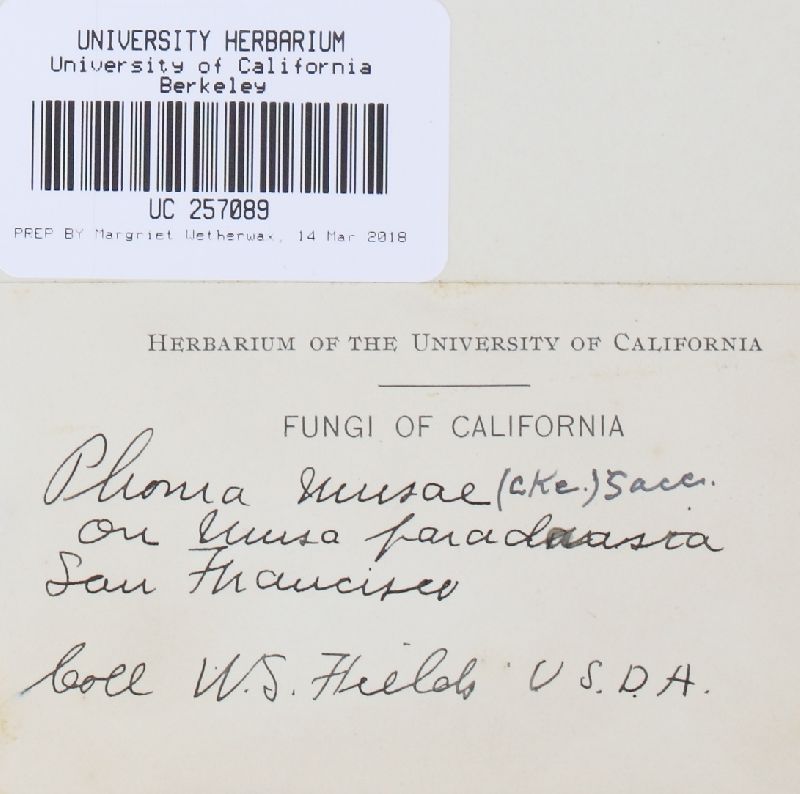 UNIVERSITY HERBARIUM
University of California
Berkeley
UC 257089
PREP BY Margriet Wetherwax, 14 Mar 2018
HERBARIUM OF THE UNIVERSITY OF CALIFORNIA
FUNGI OF CALIFORNIA
Phoma Musae (Cke.) Sacc.
on Musa
San Francisco
Coll W.S. Fields U S.D.A.